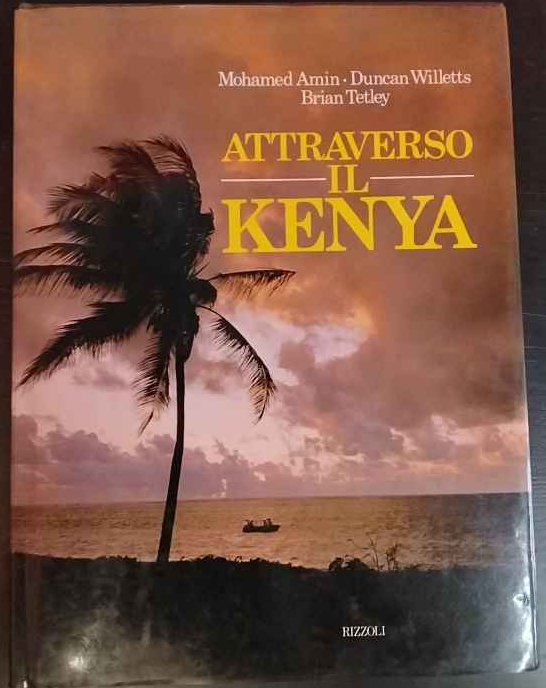 Mohamed Amin · Duncan Willetts
Brian Tetley
ATTRAVERSO
IL
KENYA
RIZZOLI